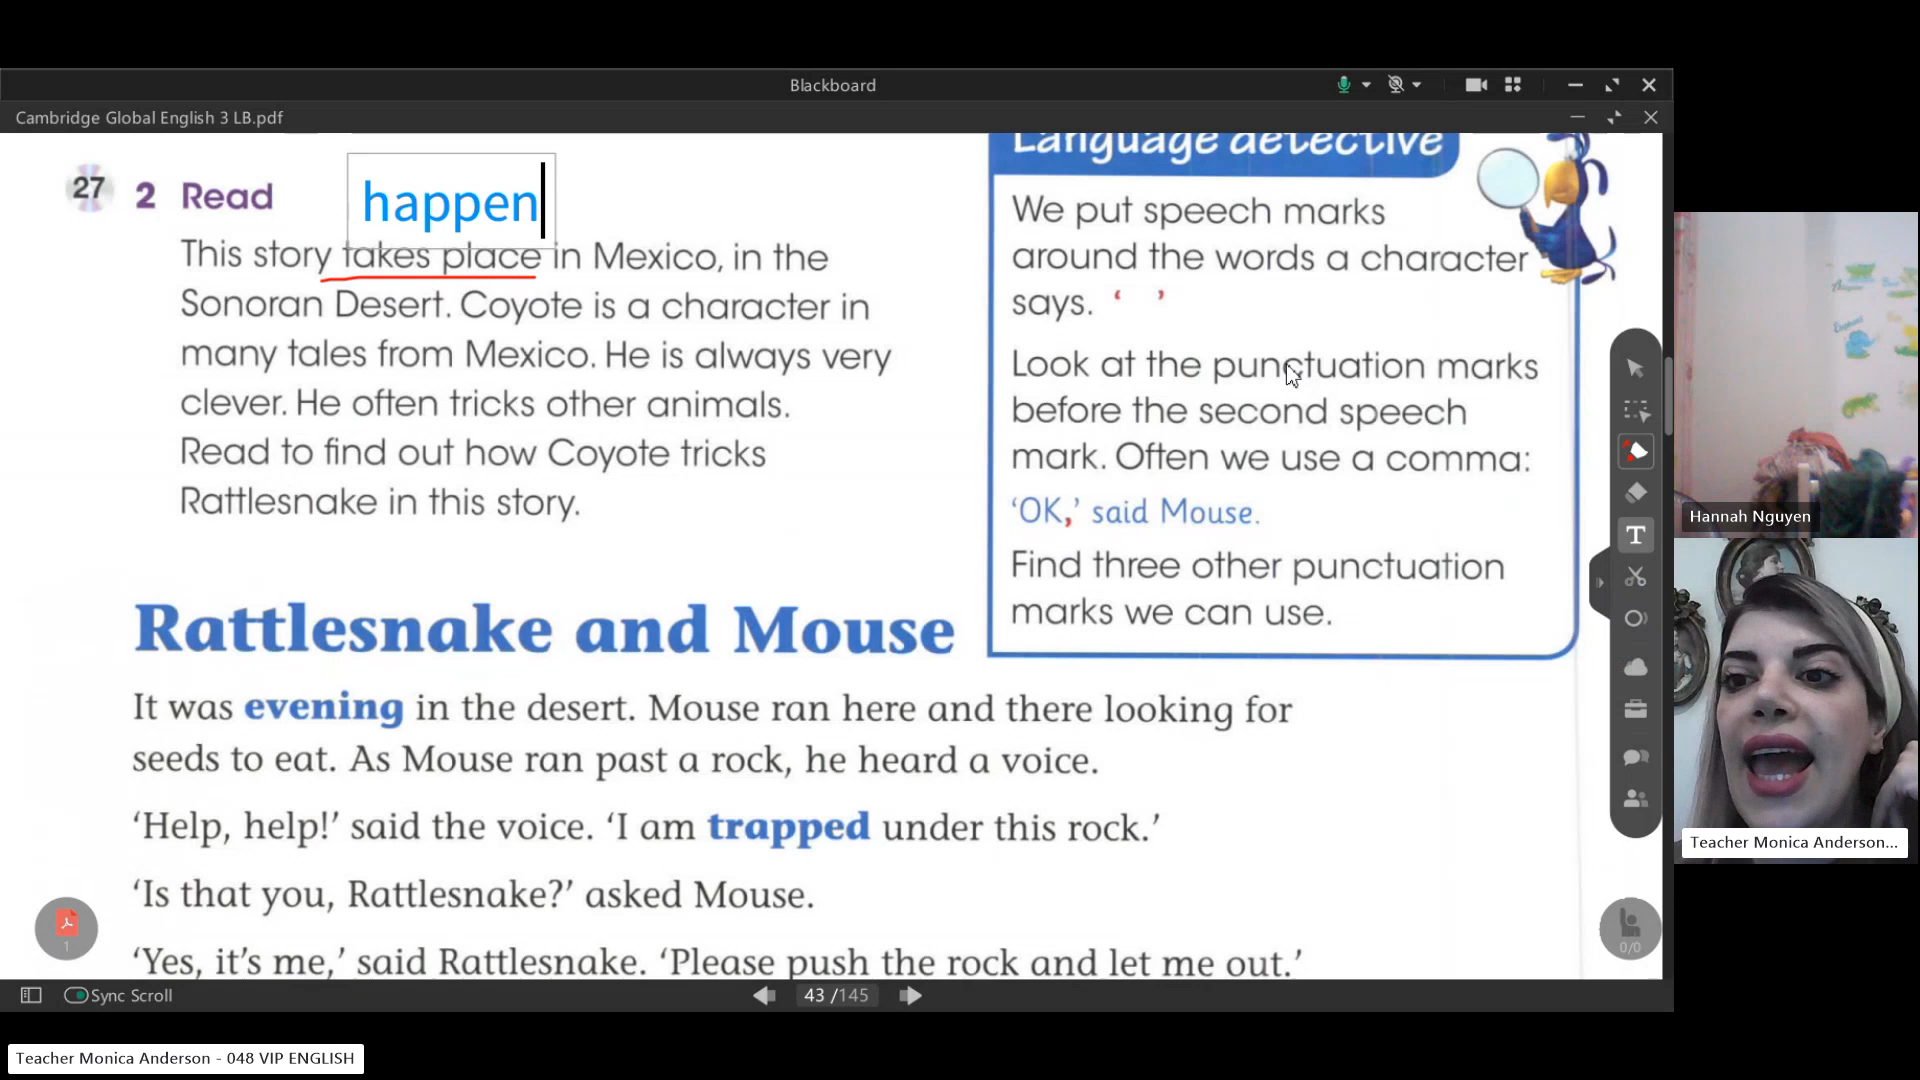 Blackboard
Cambridge Global English 3 LB.pdf
27
2 Read
happen
This story takes place in Mexico, in the
Sonoran Desert. Coyote is a character in
many tales from Mexico. He is always very
clever. He often tricks other animals.
Read to find out how Coyote tricks
Rattlesnake in this story.
Language detective
We put speech marks
around the words a character
says. ‘ ’
Look at the punctuation marks
before the second speech
mark. Often we use a comma:
‘OK,’ said Mouse.
Find three other punctuation
marks we can use.
Rattlesnake and Mouse
It was evening in the desert. Mouse ran here and there looking for
seeds to eat. As Mouse ran past a rock, he heard a voice.
‘Help, help!’ said the voice. ‘I am trapped under this rock.’
‘Is that you, Rattlesnake?’ asked Mouse.
‘Yes, it’s me,’ said Rattlesnake. ‘Please push the rock and let me out.’
T
1
0/0
Sync Scroll
43 /145
Hannah Nguyen
Teacher Monica Anderson...
Teacher Monica Anderson - 048 VIP ENGLISH